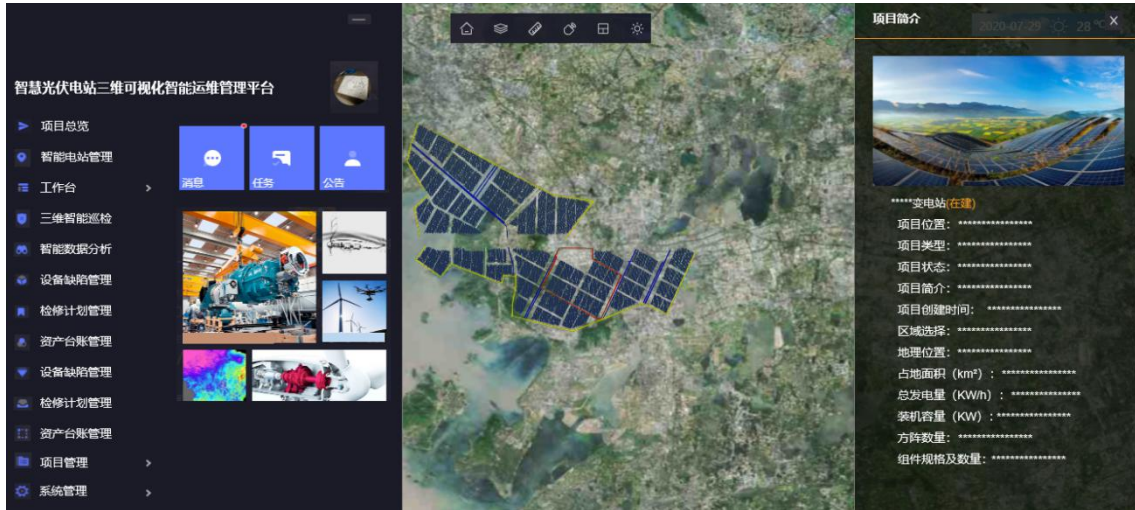 智慧光伏电站三维可视化智能运维管理平台
项目总览
智能电站管理
工作台
三维智能巡检
智能数据分析
设备缺陷管理
检修计划管理
资产台账管理
设备缺陷管理
检修计划管理
资产台账管理
项目管理
系统管理
消息
任务
公告
项目简介
2020-07-29 28 ℃ X
*****变电站(在建)
项目位置：****************
项目类型：****************
项目状态：****************
项目简介：****************
项目创建时间：****************
区域选择：****************
地理位置：****************
占地面积（km²）：****************
总发电量（KW/h）：***************
装机容量（KW）：****************
方阵数量：****************
组件规格及数量：****************